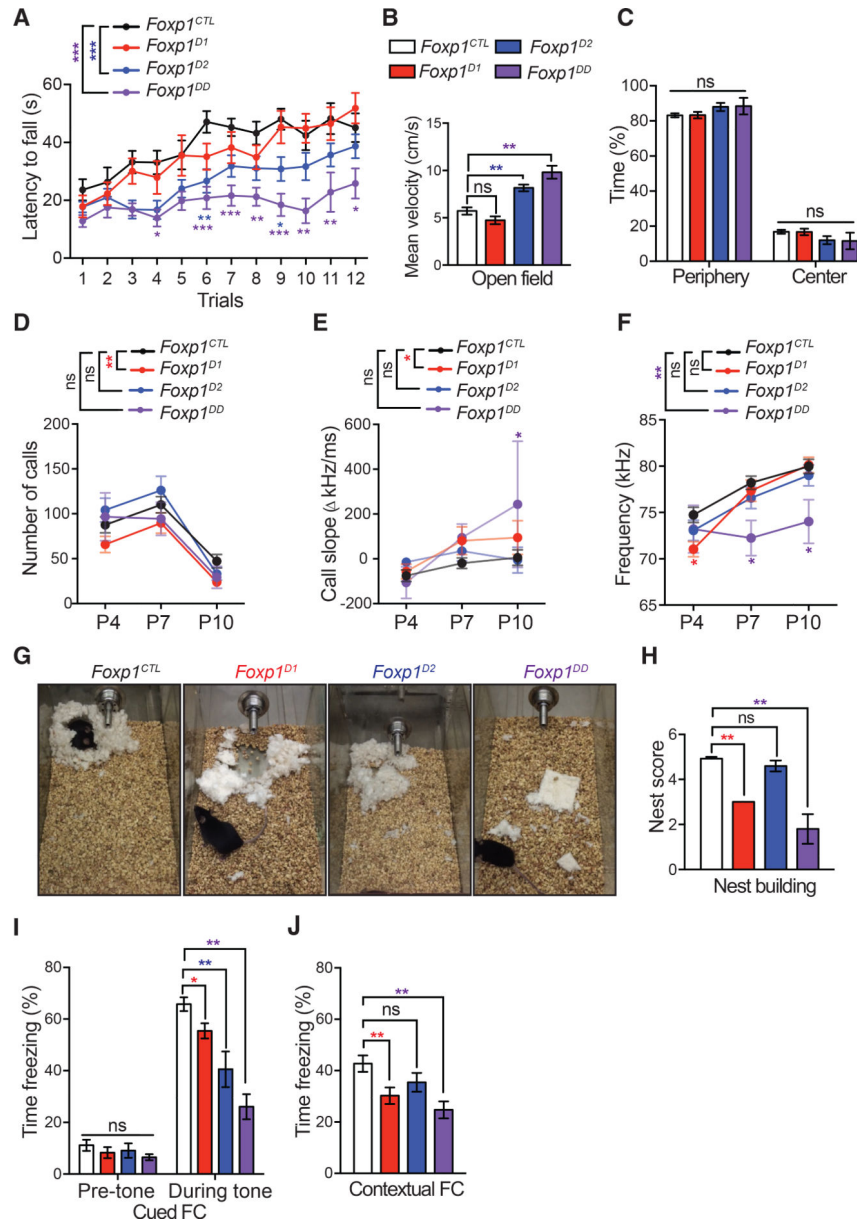 A
Foxp1CTL
Foxp1D1
Foxp1D2
Foxp1DD
***
***
Latency to fall (s)
60
40
20
0
*
**
***
***
**
*
***
**
**
*
1 2 3 4 5 6 7 8 9 10 11 12
Trials
B
Foxp1CTL Foxp1D2
Foxp1D1 Foxp1DD
Mean velocity (cm/s)
15
10
5
0
**
**
ns
Open field
C
Time (%)
100
80
60
40
20
0
ns
ns
Periphery Center
D
Foxp1CTL
Foxp1D1
Foxp1D2
Foxp1DD
ns
ns
**
Number of calls
200
150
100
50
0
P4 P7 P10
E
Foxp1CTL
Foxp1D1
Foxp1D2
Foxp1DD
ns
ns
*
Call slope (Δ kHz/ms)
600
400
200
0
-200
*
P4 P7 P10
F
Foxp1CTL
Foxp1D1
Foxp1D2
Foxp1DD
**
ns
ns
Frequency (kHz)
85
80
75
70
65
*
*
*
P4 P7 P10
G
Foxp1CTL Foxp1D1 Foxp1D2 Foxp1DD
H
Nest score
6
4
2
0
**
ns
**
Nest building
I
Time freezing (%)
80
60
40
20
0
**
**
*
ns
Pre-tone During tone
Cued FC
J
Time freezing (%)
80
60
40
20
0
**
ns
**
Contextual FC